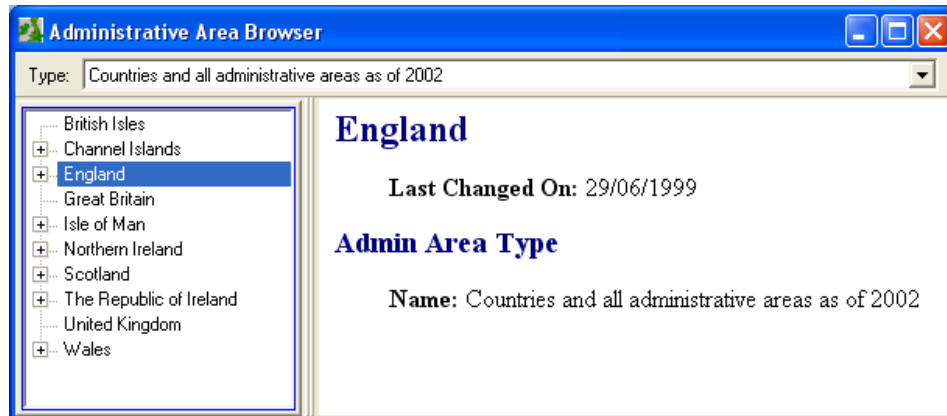 Administrative Area Browser
Type: Countries and all administrative areas as of 2002
British Isles
Channel Islands
England
Great Britain
Isle of Man
Northern Ireland
Scotland
The Republic of Ireland
United Kingdom
Wales
England
Last Changed On: 29/06/1999
Admin Area Type
Name: Countries and all administrative areas as of 2002